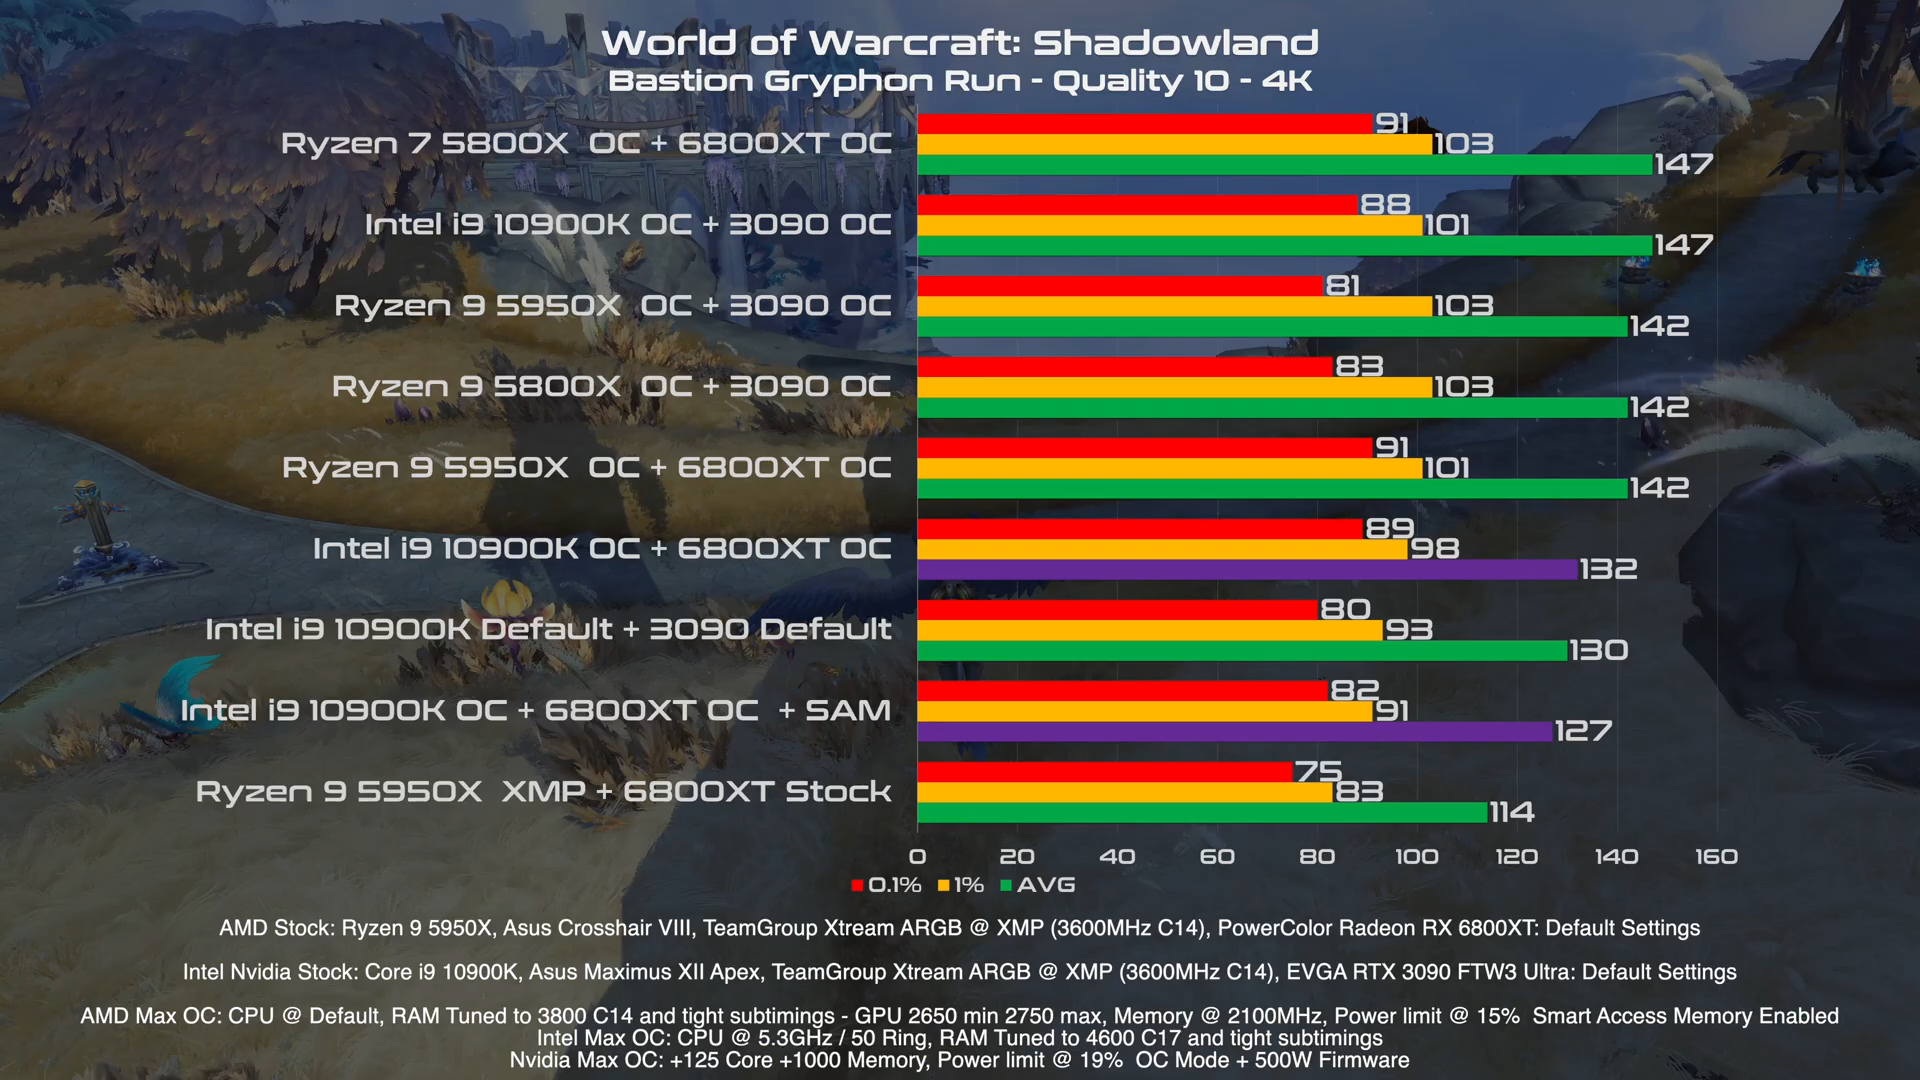 World of Warcraft: Shadowland
Bastion Gryphon Run - Quality 10 - 4K
Ryzen 7 5800X OC + 6800XT OC
91
103
147
Intel i9 10900K OC + 3090 OC
88
101
147
Ryzen 9 5950X OC + 3090 OC
81
103
142
Ryzen 9 5800X OC + 3090 OC
83
103
142
Ryzen 9 5950X OC + 6800XT OC
91
101
142
Intel i9 10900K OC + 6800XT OC
89
98
132
Intel i9 10900K Default + 3090 Default
80
93
130
Intel i9 10900K OC + 6800XT OC + SAM
82
91
127
Ryzen 9 5950X XMP + 6800XT Stock
75
83
114
0 20 40 60 80 100 120 140 160
0.1% 1% AVG
AMD Stock: Ryzen 9 5950X, Asus Crosshair VIII, TeamGroup Xtream ARGB @ XMP (3600MHz C14), PowerColor Radeon RX 6800XT: Default Settings
Intel Nvidia Stock: Core i9 10900K, Asus Maximus XII Apex, TeamGroup Xtream ARGB @ XMP (3600MHz C14), EVGA RTX 3090 FTW3 Ultra: Default Settings
AMD Max OC: CPU @ Default, RAM Tuned to 3800 C14 and tight subtimings - GPU 2650 min 2750 max, Memory @ 2100MHz, Power limit @ 15% Smart Access Memory Enabled
Intel Max OC: CPU @ 5.3GHz / 50 Ring, RAM Tuned to 4600 C17 and tight subtimings
Nvidia Max OC: +125 Core +1000 Memory, Power limit @ 19% OC Mode + 500W Firmware